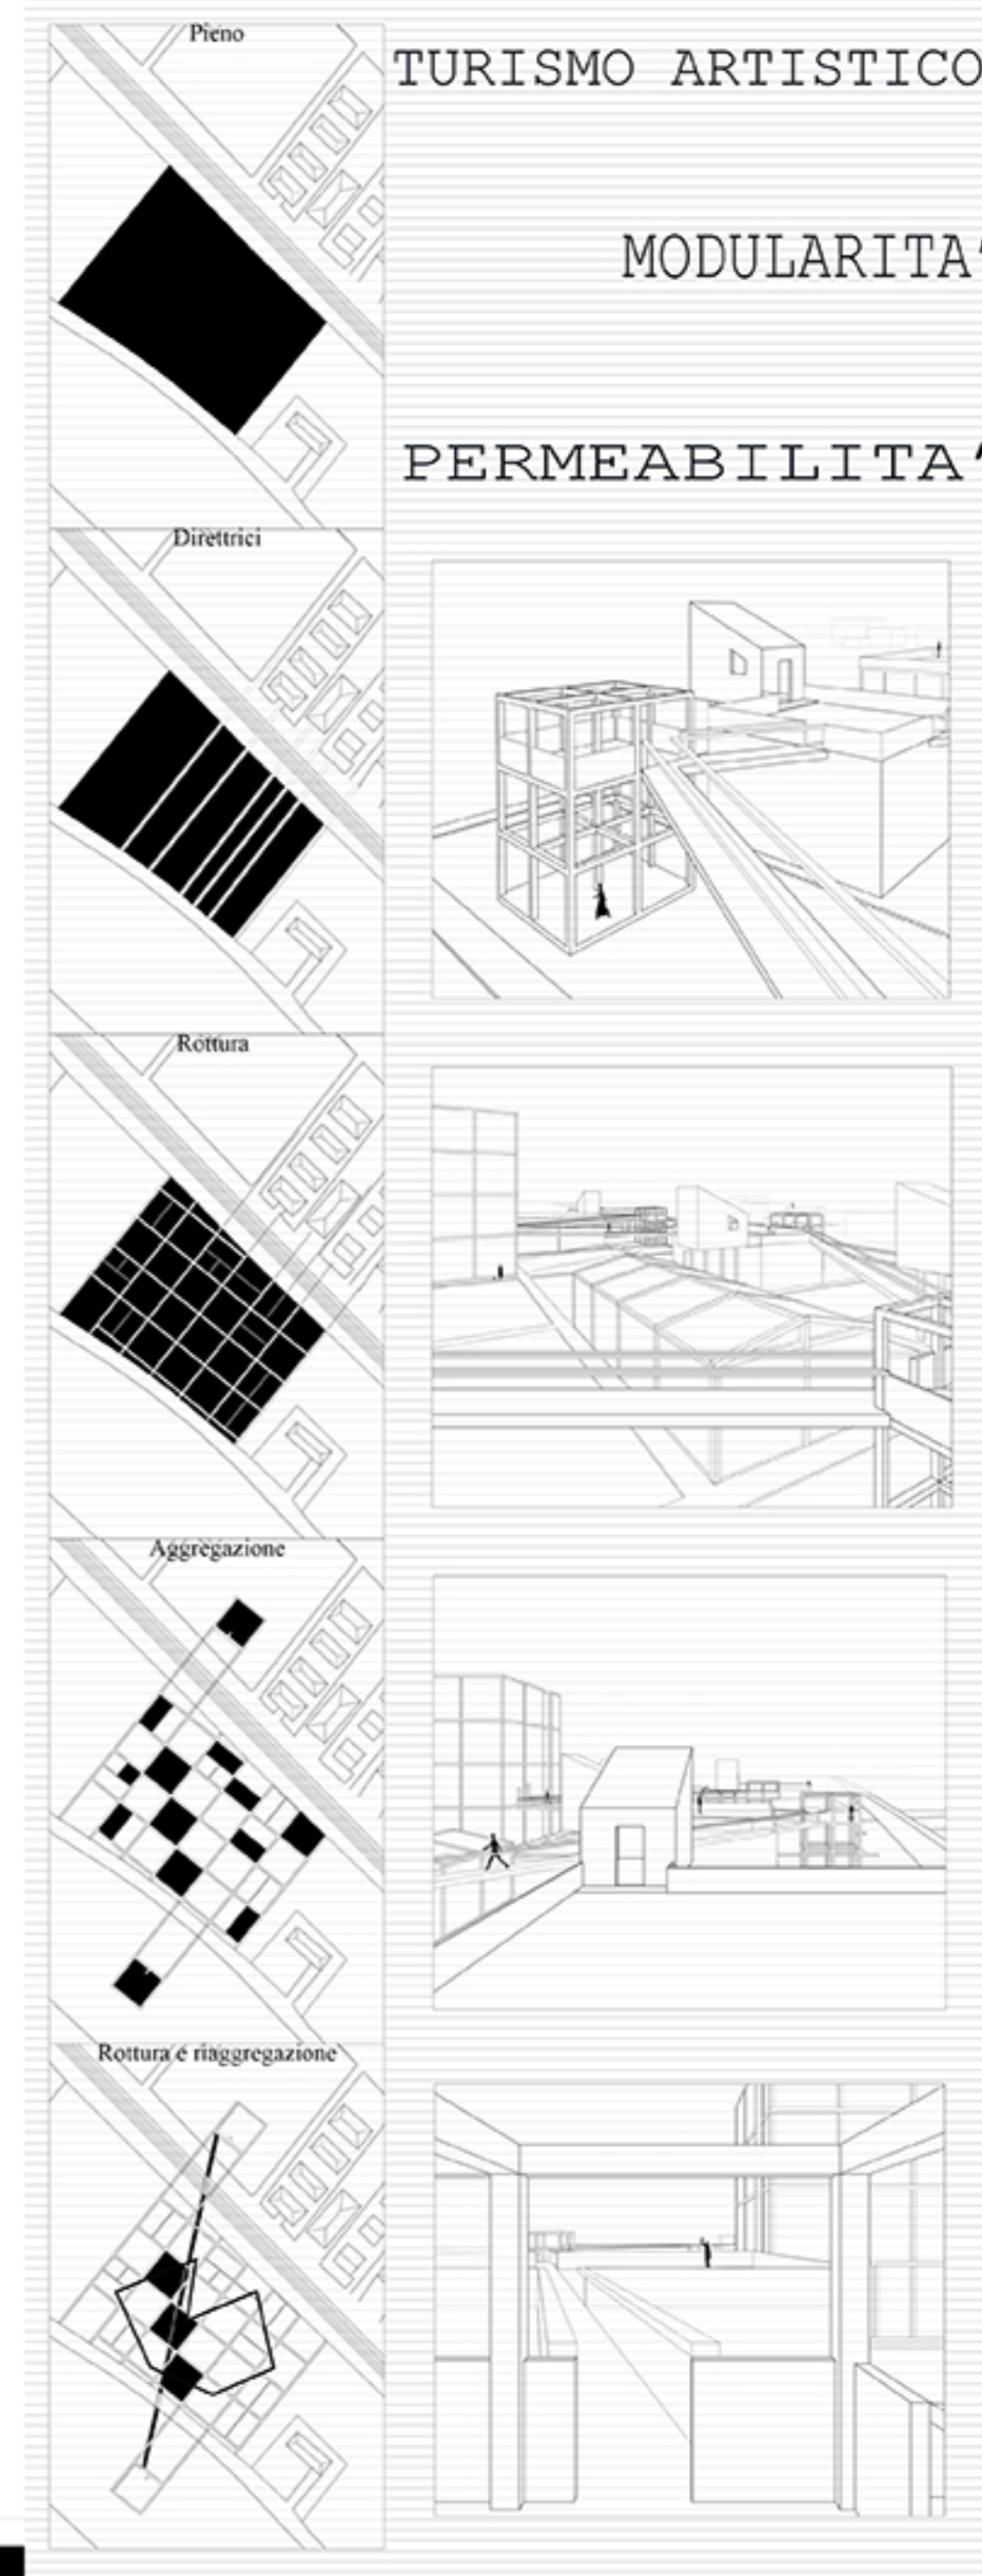 Pieno
TURISMO ARTISTICO
MODULARITA'
PERMEABILITA'
Direttrici
Rottura
Aggregazione
Rottura e riaggregazione